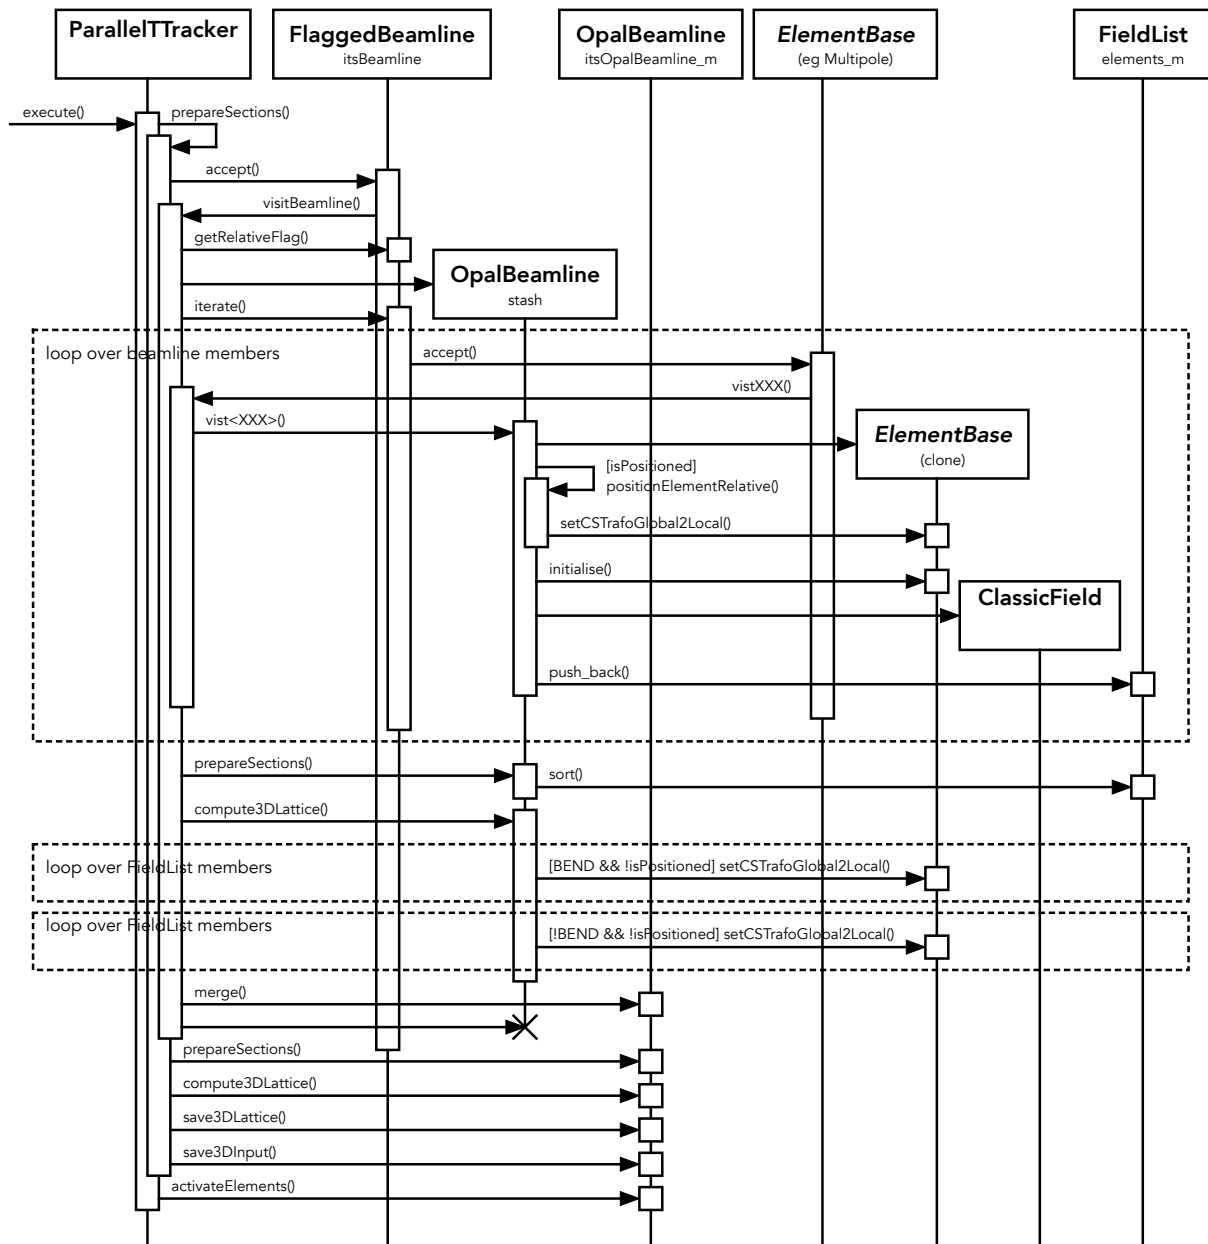 ParallelTTracker
FlaggedBeamline
itsBeamline
OpalBeamline
itsOpalBeamline_m
ElementBase
(eg Multipole)
FieldList
elements_m
execute()
prepareSections()
accept()
visitBeamline()
getRelativeFlag()
OpalBeamline
stash
iterate()
loop over beamline members
accept()
vistXXX()
vist<XXX>()
ElementBase
(clone)
[isPositioned]
positionElementRelative()
setCSTrafoGlobal2Local()
initialise()
ClassicField
push_back()
prepareSections()
sort()
compute3DLattice()
loop over FieldList members
[BEND && !isPositioned] setCSTrafoGlobal2Local()
loop over FieldList members
[!BEND && !isPositioned] setCSTrafoGlobal2Local()
merge()
prepareSections()
compute3DLattice()
save3DLattice()
save3DInput()
activateElements()